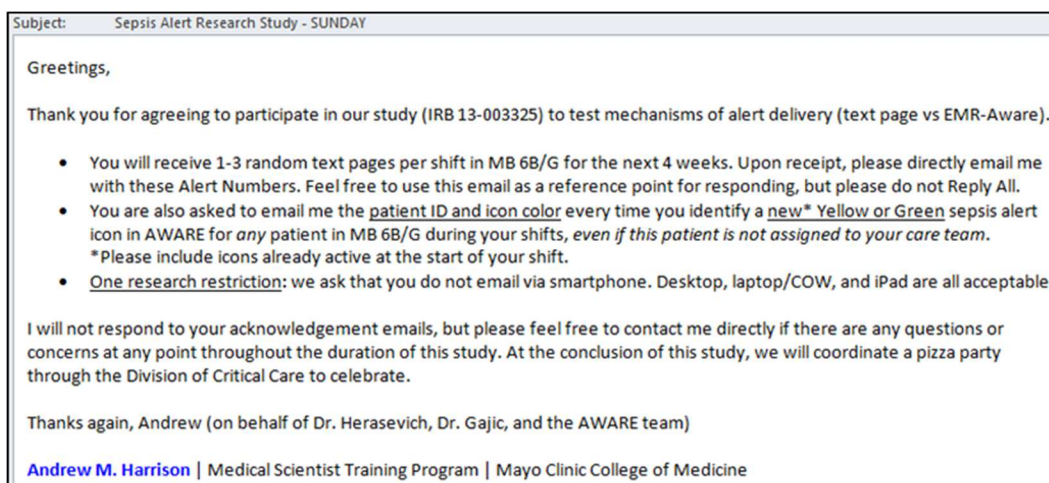 Subject: Sepsis Alert Research Study - SUNDAY
Greetings,
Thank you for agreeing to participate in our study (IRB 13-003325) to test mechanisms of alert delivery (text page vs EMR-Aware).
• You will receive 1-3 random text pages per shift in MB 6B/G for the next 4 weeks. Upon receipt, please directly email me
with these Alert Numbers. Feel free to use this email as a reference point for responding, but please do not Reply All.
• You are also asked to email me the patient ID and icon color every time you identify a new* Yellow or Green sepsis alert
icon in AWARE for any patient in MB 6B/G during your shifts, even if this patient is not assigned to your care team.
*Please include icons already active at the start of your shift.
• One research restriction: we ask that you do not email via smartphone. Desktop, laptop/COW, and iPad are all acceptable
I will not respond to your acknowledgement emails, but please feel free to contact me directly if there are any questions or
concerns at any point throughout the duration of this study. At the conclusion of this study, we will coordinate a pizza party
through the Division of Critical Care to celebrate.
Thanks again, Andrew (on behalf of Dr. Herasevich, Dr. Gajic, and the AWARE team)
Andrew M. Harrison | Medical Scientist Training Program | Mayo Clinic College of Medicine